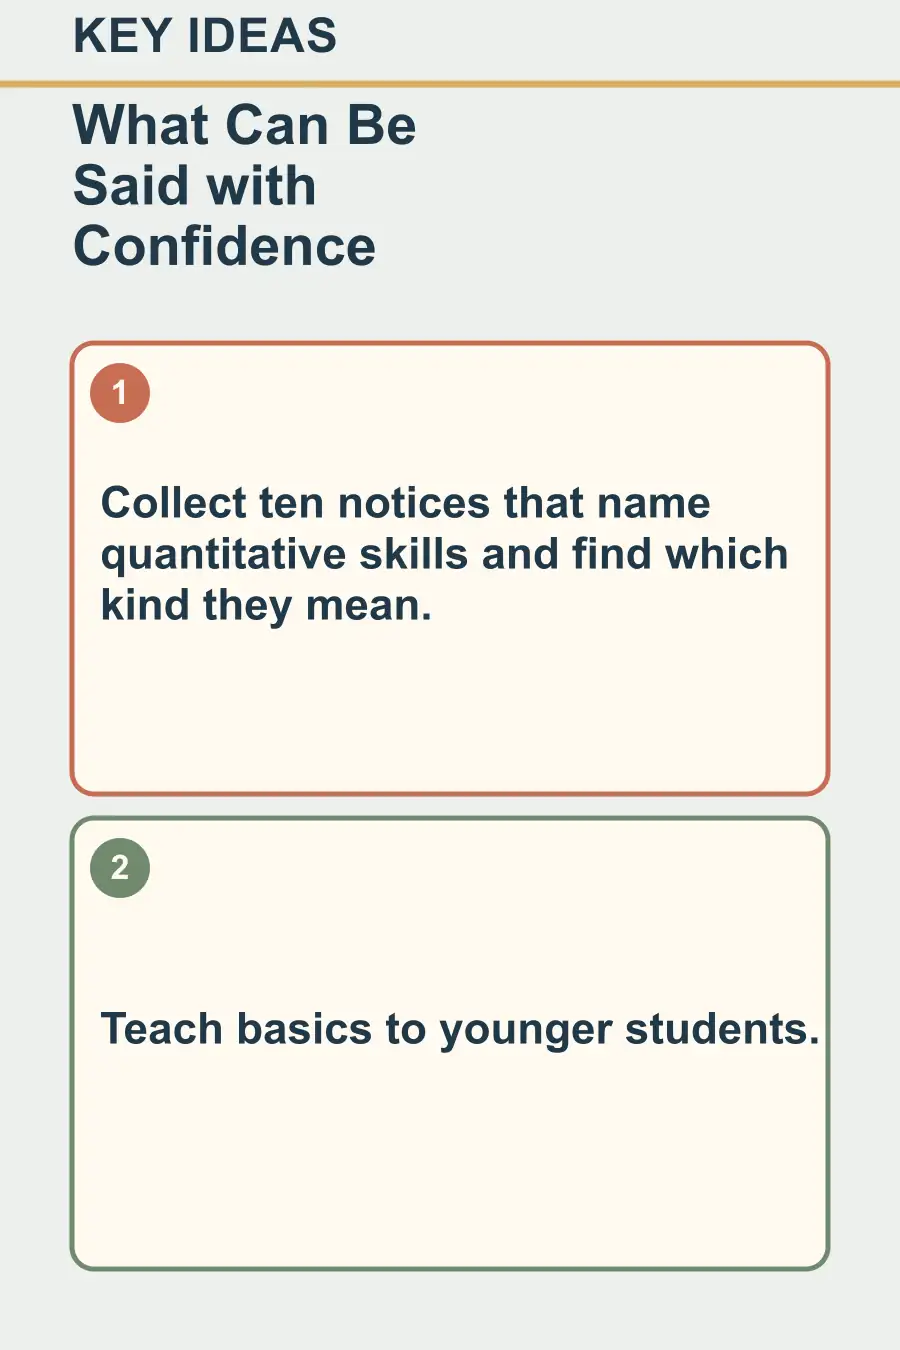 KEY IDEAS
What Can Be
Said with
Confidence
1
Collect ten notices that name
quantitative skills and find which
kind they mean.
2
Teach basics to younger students.